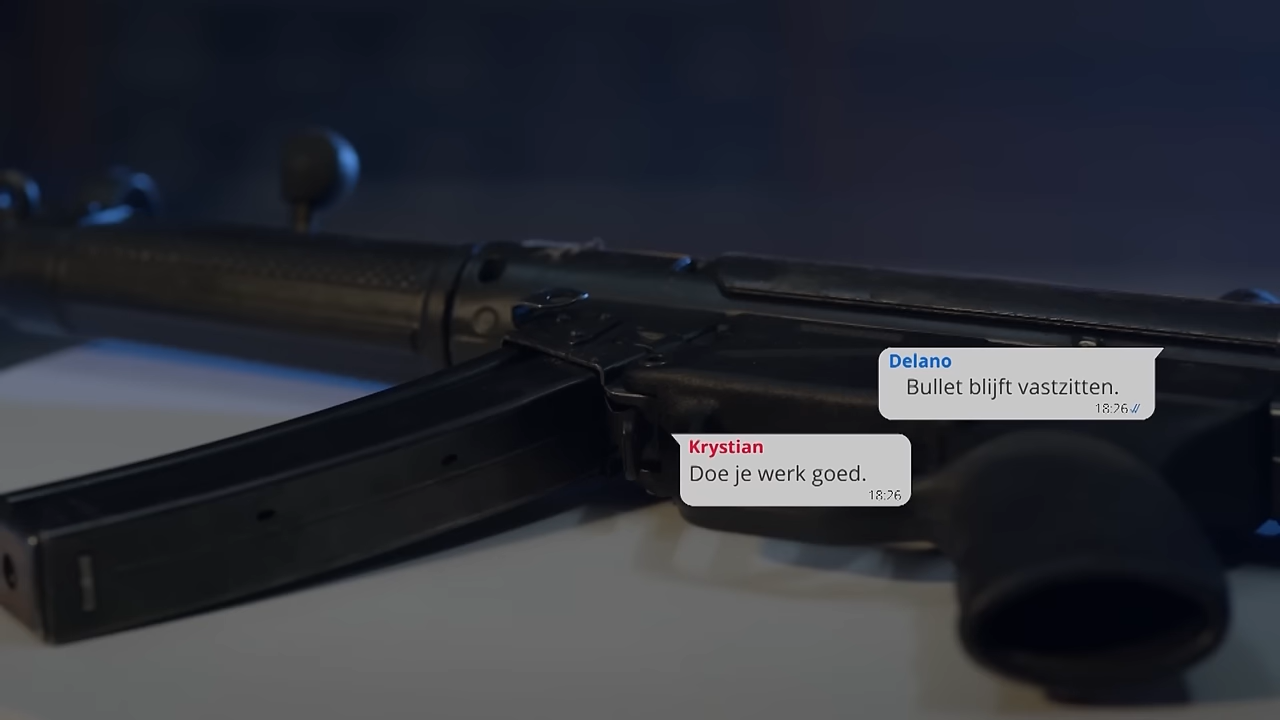 Delano
Bullet blijft vastzitten.
18:26
Krystian
Doe je werk goed.
18:26